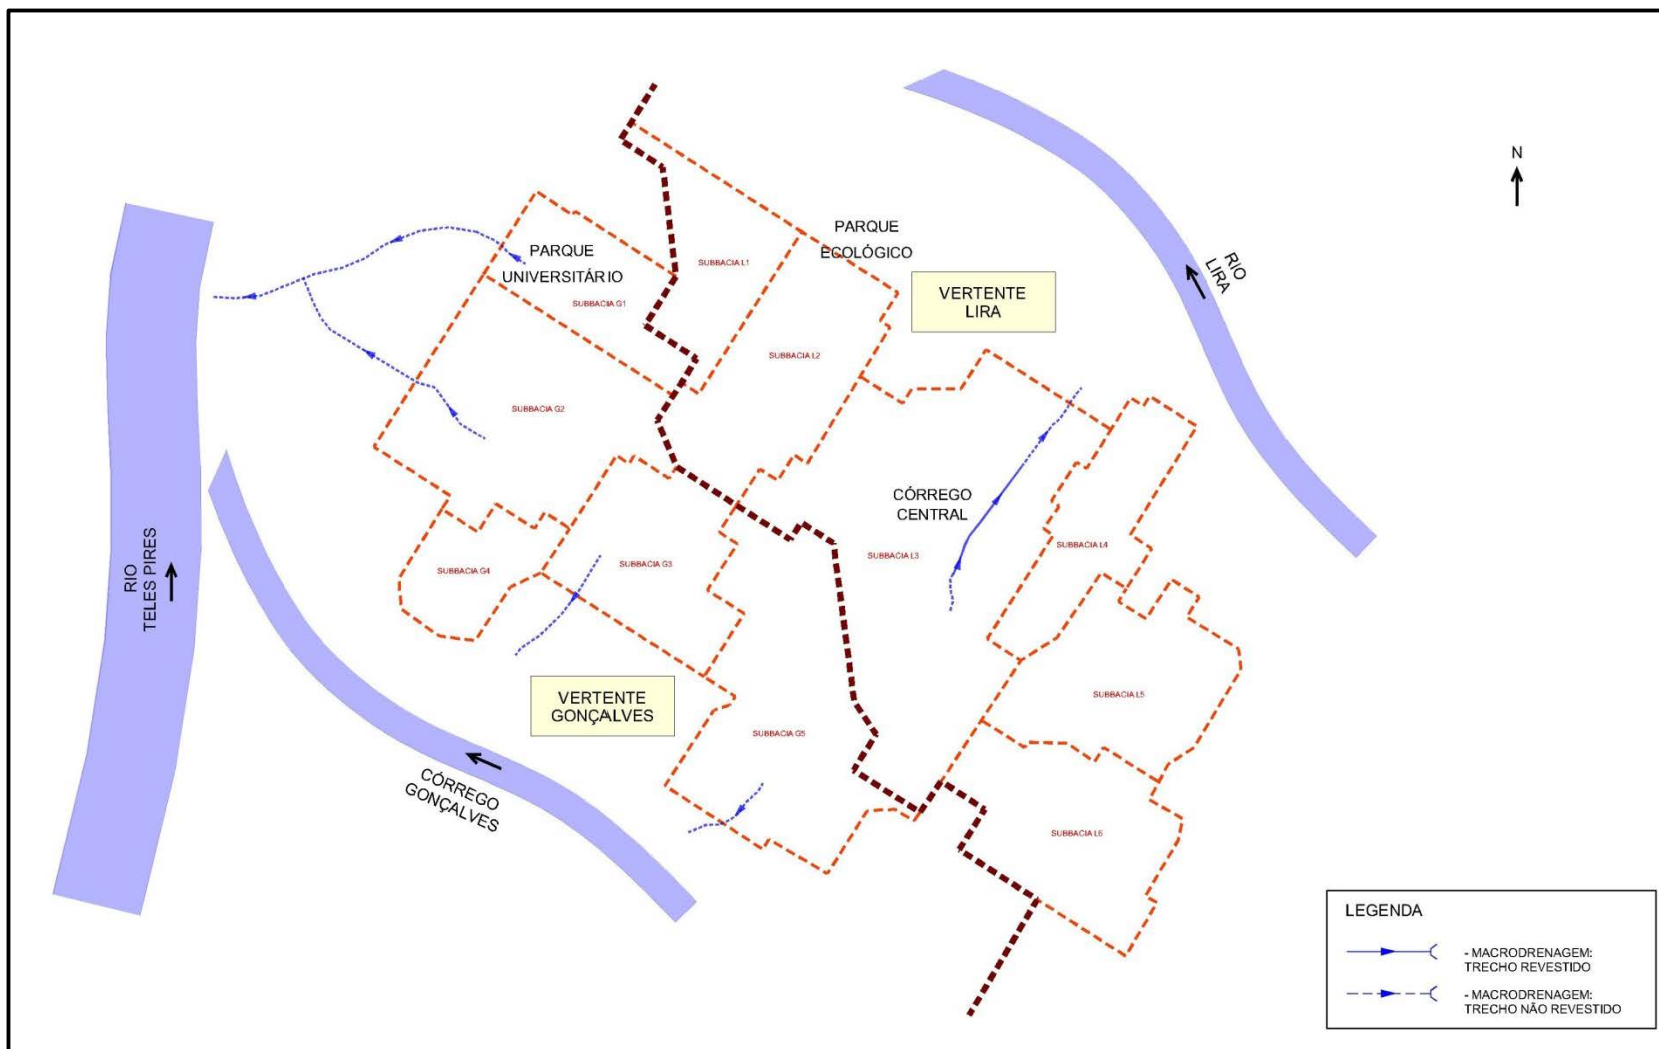 N
PARQUE
ECOLÓGICO
PARQUE
UNIVERSITÁRIO
SUBBACIA L1
SUBBACIA G1
RIO
LIRA
VERTENTE
LIRA
SUBBACIA L2
SUBBACIA G2
CÓRREGO
CENTRAL
SUBBACIA L3
SUBBACIA L4
SUBBACIA G3
SUBBACIA G4
RIO
TELES PIRES
VERTENTE
GONÇALVES
SUBBACIA L5
SUBBACIA G5
CÓRREGO
GONÇALVES
SUBBACIA L6
LEGENDA
- MACRODRENAGEM:
TRECHO REVESTIDO
- MACRODRENAGEM:
TRECHO NÃO REVESTIDO